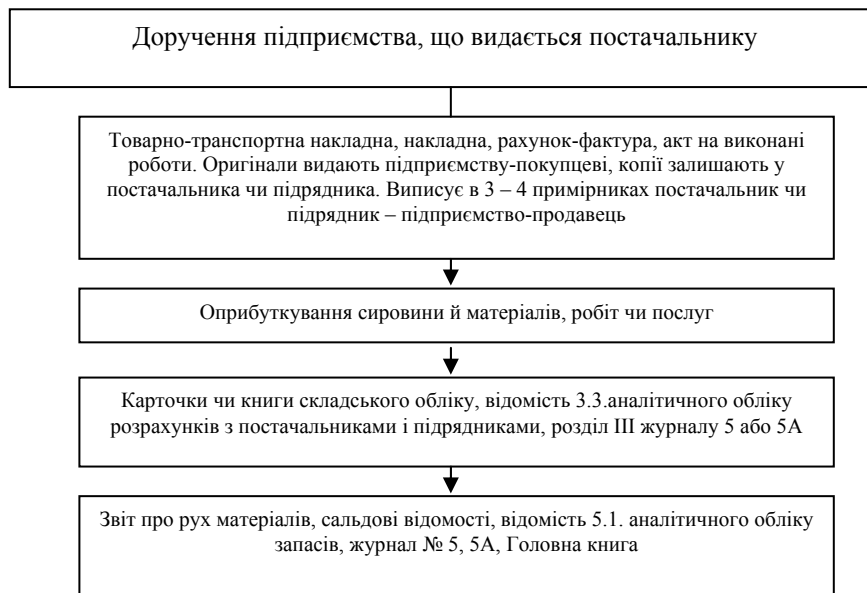 Доручення підприємства, що видається постачальнику
Товарно-транспортна накладна, накладна, рахунок-фактура, акт на виконані
роботи. Оригінали видають підприємству-покупцеві, копії залишають у
постачальника чи підрядника. Виписує в 3 – 4 примірниках постачальник чи
підрядник – підприємство-продавець
Оприбуткування сировини й матеріалів, робіт чи послуг
Карточки чи книги складського обліку, відомість 3.3.аналітичного обліку
розрахунків з постачальниками і підрядниками, розділ III журналу 5 або 5А
Звіт про рух матеріалів, сальдові відомості, відомість 5.1. аналітичного обліку
запасів, журнал № 5, 5А, Головна книга